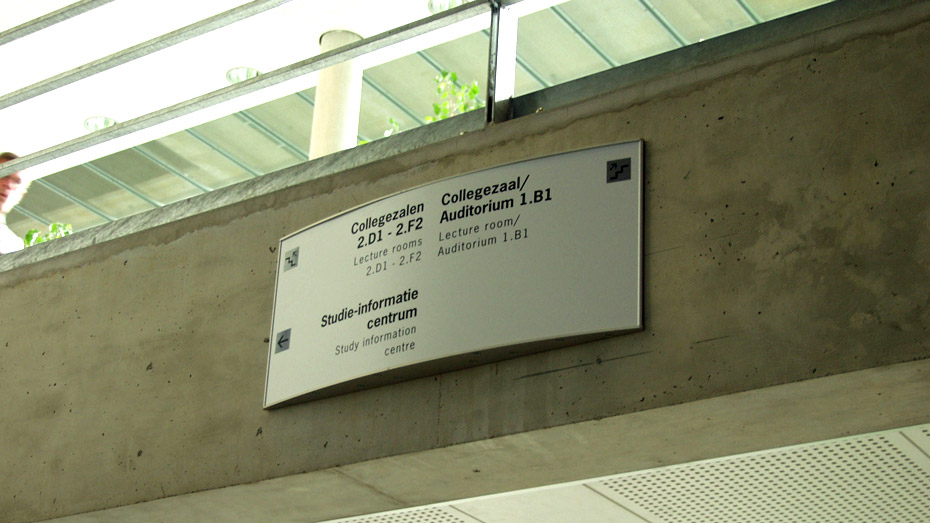 Collegezalen
2.D1 - 2.F2
Lecture rooms
2.D1 - 2.F2
Collegezaal/
Auditorium 1.B1
Lecture room/
Auditorium 1.B1
Studie-informatie
centrum
Study information
centre